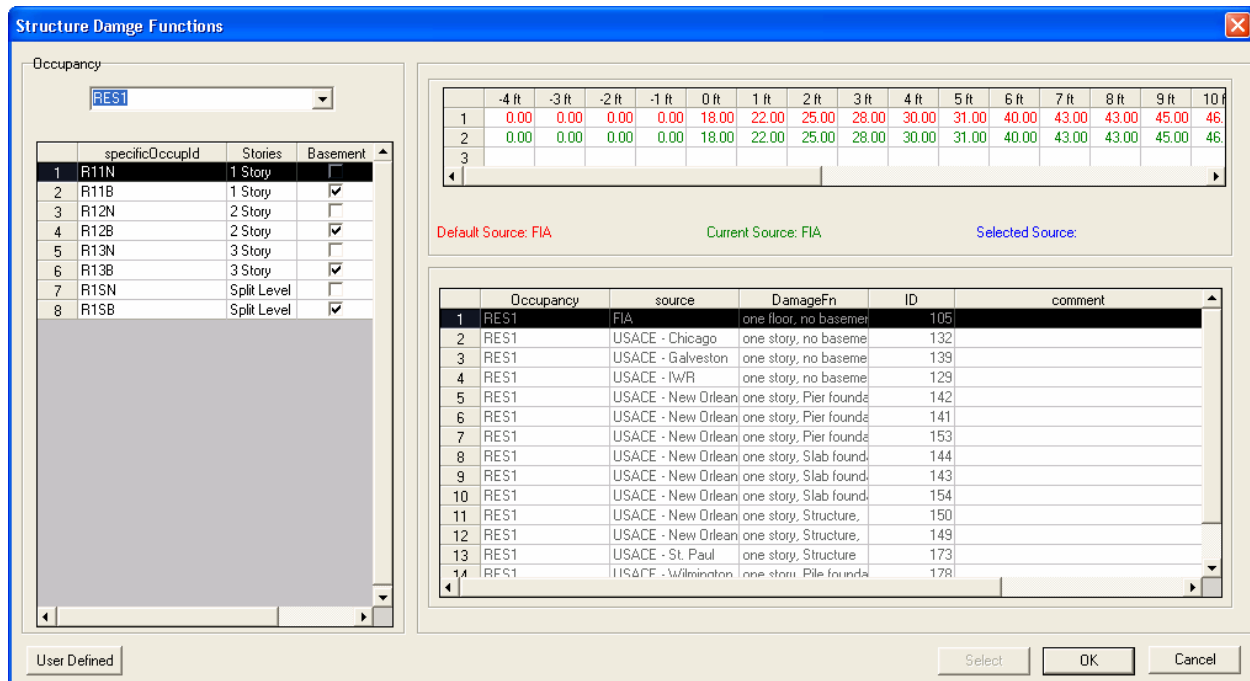 Structure Damge Functions
Occupancy
RES1
specificOccupId Stories Basement
1 R11N 1 Story
2 R11B 1 Story
3 R12N 2 Story
4 R12B 2 Story
5 R13N 3 Story
6 R13B 3 Story
7 R1SN Split Level
8 R1SB Split Level
-4 ft -3 ft -2 ft -1 ft 0 ft 1 ft 2 ft 3 ft 4 ft 5 ft 6 ft 7 ft 8 ft 9 ft 10 f
1 0.00 0.00 0.00 0.00 18.00 22.00 25.00 28.00 30.00 31.00 40.00 43.00 43.00 45.00 46.
2 0.00 0.00 0.00 0.00 18.00 22.00 25.00 28.00 30.00 31.00 40.00 43.00 43.00 45.00 46.
3
Default Source: FIA Current Source: FIA Selected Source:
Occupancy source DamageFn ID comment
1 RES1 FIA one floor, no basemer 105
2 RES1 USACE - Chicago one story, no baseme 132
3 RES1 USACE - Galveston one story, no baseme 139
4 RES1 USACE - IWR one story, no baseme 129
5 RES1 USACE - New Orlean one story, Pier founda 142
6 RES1 USACE - New Orlean one story, Pier founda 141
7 RES1 USACE - New Orlean one story, Pier founda 153
8 RES1 USACE - New Orlean one story, Slab found 144
9 RES1 USACE - New Orlean one story, Slab found 143
10 RES1 USACE - New Orlean one story, Slab found 154
11 RES1 USACE - New Orlean one story, Structure, 150
12 RES1 USACE - New Orlean one story, Structure, 149
13 RES1 USACE - St. Paul one story, Structure 173
14 RES1 USACE - Wilmington one story, Pile founda 178
User Defined Select OK Cancel